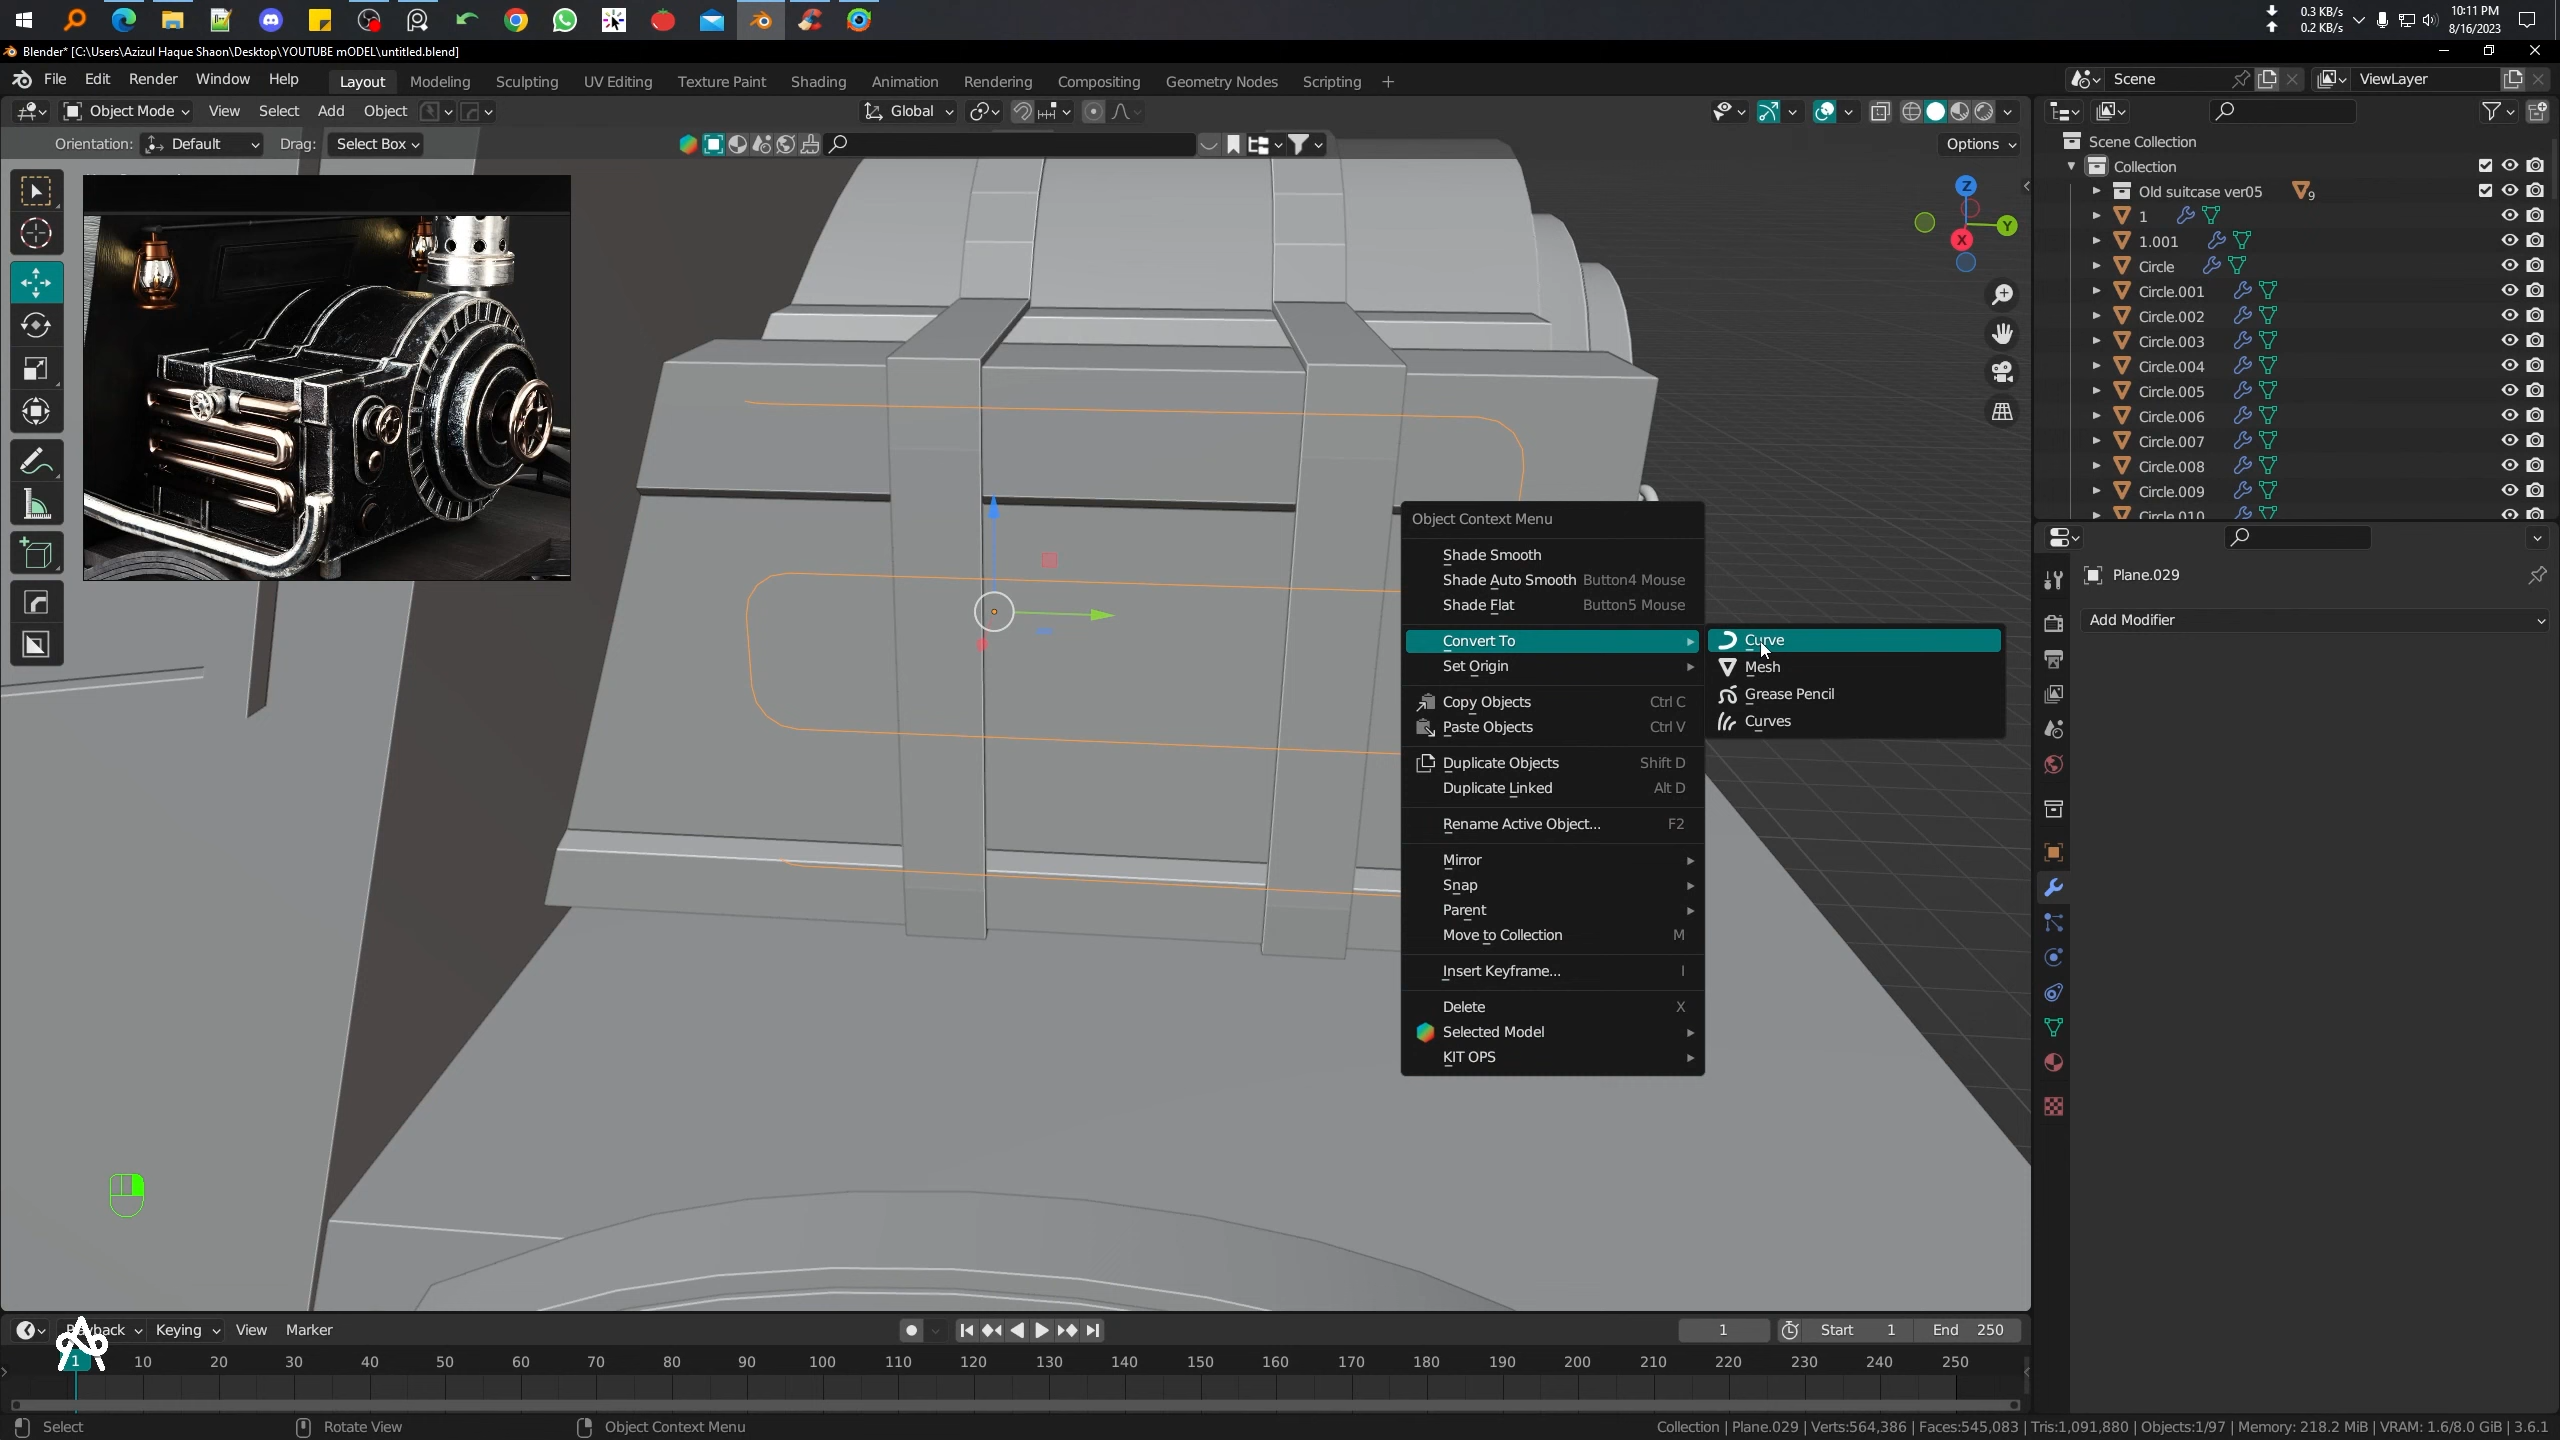 0.3 KB/s
0.2 KB/s
10:11 PM
8/16/2023
Blender* [C:\Users\Azizul Haque Shaon\Desktop\YOUTUBE mODEL\untitled.blend]
File Edit Render Window Help
Layout Modeling Sculpting UV Editing Texture Paint Shading Animation Rendering Compositing Geometry Nodes Scripting +
Scene
ViewLayer
Object Mode View Select Add Object
Global
Orientation: Default Drag: Select Box
Options
Z
Y
X
Scene Collection
Collection
Old suitcase ver05 9
1
1.001
Circle
Circle.001
Circle.002
Circle.003
Circle.004
Circle.005
Circle.006
Circle.007
Circle.008
Circle.009
Circle.010
Plane.029
Add Modifier
Object Context Menu
Shade Smooth
Shade Auto Smooth Button4 Mouse
Shade Flat Button5 Mouse
Convert To
Set Origin
Copy Objects Ctrl C
Paste Objects Ctrl V
Duplicate Objects Shift D
Duplicate Linked Alt D
Rename Active Object... F2
Mirror
Snap
Parent
Move to Collection M
Insert Keyframe... I
Delete X
Selected Model
KIT OPS
Curve
Mesh
Grease Pencil
Curves
Keying View Marker
1
Start 1
End 250
1 10 20 30 40 50 60 70 80 90 100 110 120 130 140 150 160 170 180 190 200 210 220 230 240 250
Select
Rotate View
Object Context Menu
Collection | Plane.029 | Verts:564,386 | Faces:545,083 | Tris:1,091,880 | Objects:1/97 | Memory: 218.2 MiB | VRAM: 1.6/8.0 GiB | 3.6.1